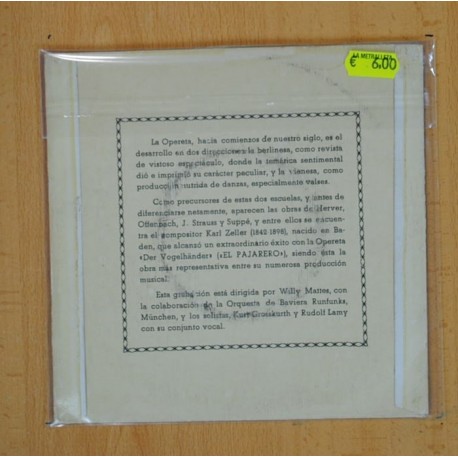 LA METRALLETA
€ 6.00
La Opereta, hacia comienzos de nuestro siglo, es el
desarrollo en dos direcciones: la berlinesa, como revista
de vistoso espectáculo, donde la temática sentimental
dió e imprimió su carácter peculiar, y la vienesa, como
producción nutrida de danzas, especialmente valses.
Como precursores de estas dos escuelas, y antes de
diferenciarse netamente, aparecen las obras de Herver,
Offenbach, J. Strauss y Suppé, y entre ellos se encuen-
tra el compositor Karl Zeller (1842-1898), nacido en Ba-
den, que alcanzó un extraordinario éxito con la Opereta
«Der Vogelhänder» («EL PAJARERO»), siendo esta la
obra más representativa entre su numerosa producción
musical.
Esta grabación está dirigida por Willy Mattes, con
la colaboración de la Orquesta de Baviera Runfunks,
München, y los solistas, Kurt Grosskurth y Rudolf Lamy
con su conjunto vocal.